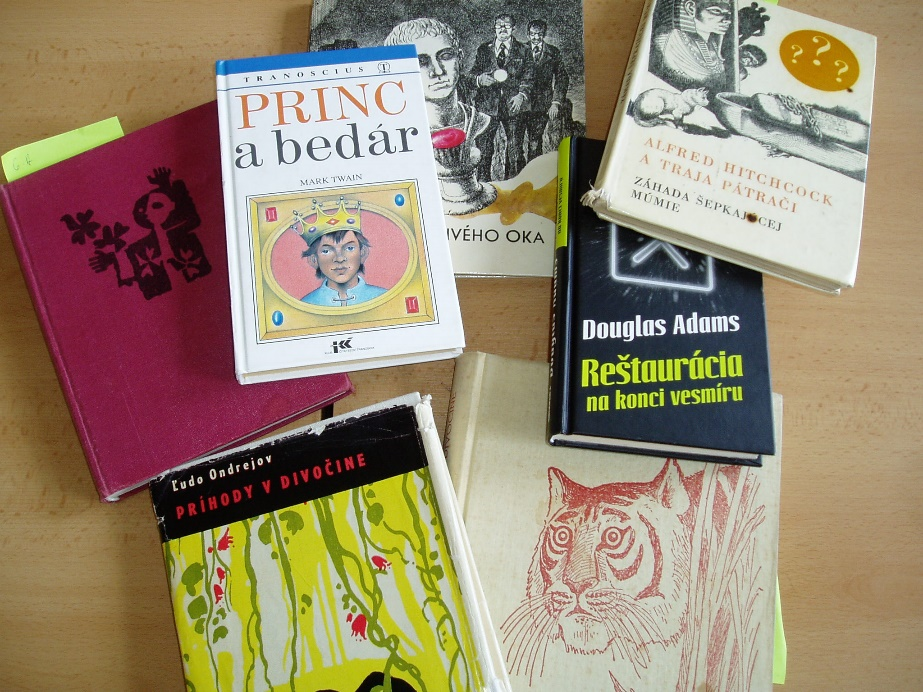 TRANOSCIUS
PRINC
a bedár
MARK TWAIN
IVÉHO OKA
? ? ?
ALFRED HITCHCOCK
A TRAJA PÁTRAČI
ZÁHADA ŠEPKAJÚCEJ
MÚMIE
Douglas Adams
Reštaurácia
na konci vesmíru
Ľudo Ondrejov
PRÍHODY V DIVOČINE